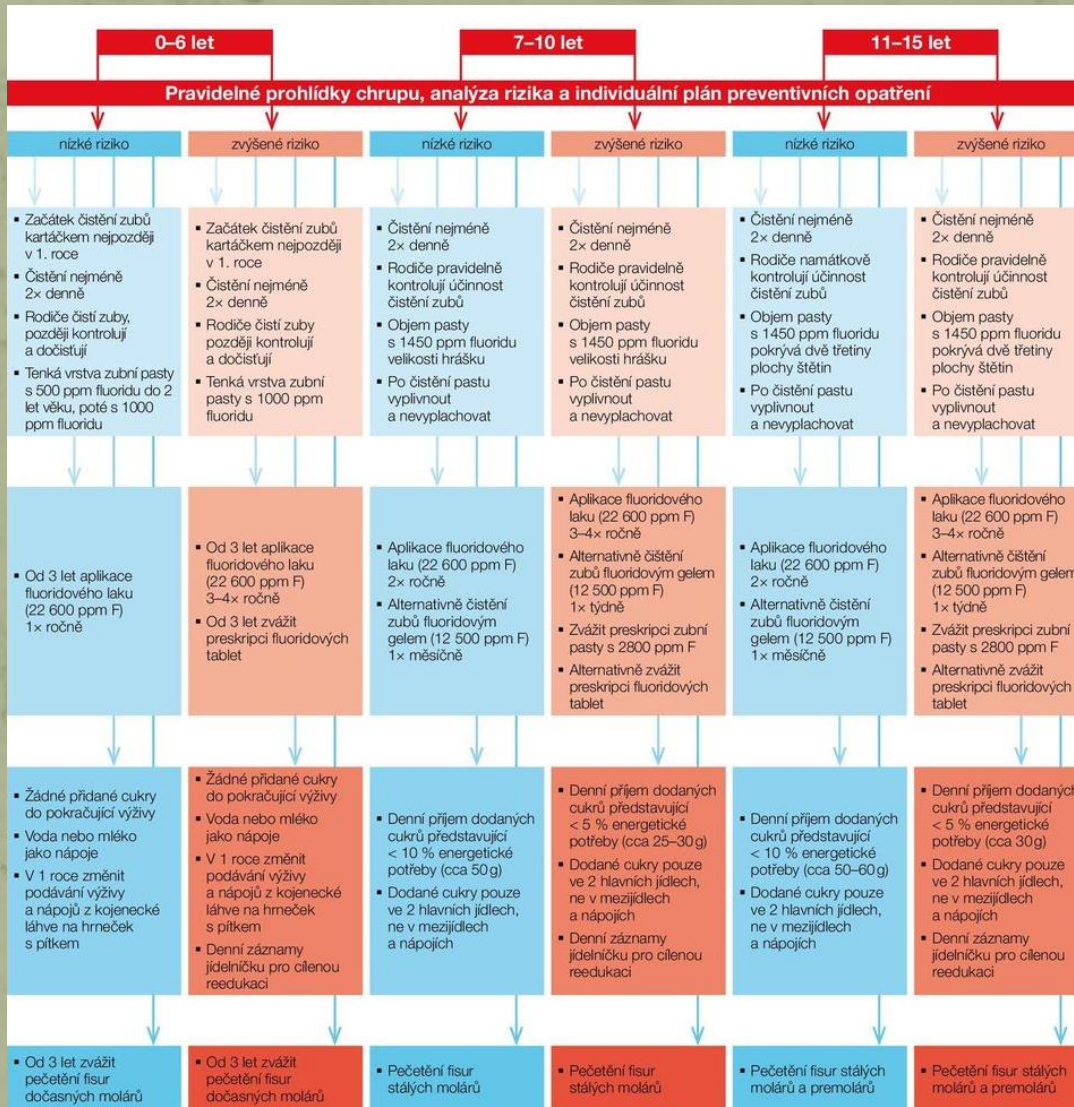 0–6 let
7–10 let
11–15 let
Pravidelné prohlídky chrupu, analýza rizika a individuální plán preventivních opatření
nízké riziko
zvýšené riziko
nízké riziko
zvýšené riziko
nízké riziko
zvýšené riziko
▪ Začátek čistění zubů
kartáčkem nejpozději
v 1. roce
▪ Čistění nejméně
2× denně
▪ Rodiče čistí zuby,
později kontrolují
a dočisťují
▪ Tenká vrstva zubní pasty
s 500 ppm fluoridu do 2
let věku, poté s 1000
ppm fluoridu
▪ Začátek čistění zubů
kartáčkem nejpozději
v 1. roce
▪ Čistění nejméně
2× denně
▪ Rodiče čistí zuby
později kontrolují
a dočisťují
▪ Tenká vrstva zubní
pasty s 1000 ppm
fluoridu
▪ Čistění nejméně
2× denně
▪ Rodiče pravidelně
kontrolují účinnost
čistění zubů
▪ Objem pasty
s 1450 ppm fluoridu
velikosti hrášku
▪ Po čistění pastu
vyplivnout
a nevyplachovat
▪ Čistění nejméně
2× denně
▪ Rodiče pravidelně
kontrolují účinnost
čistění zubů
▪ Objem pasty
s 1450 ppm fluoridu
velikosti hrášku
▪ Po čistění pastu
vyplivnout
a nevyplachovat
▪ Čistění nejméně
2× denně
▪ Rodiče namátkově
kontrolují účinnost
čistění zubů
▪ Objem pasty
s 1450 ppm fluoridu
pokrývá dvě třetiny
plochy štětin
▪ Po čistění pastu
vyplivnout
a nevyplachovat
▪ Čistění nejméně
2× denně
▪ Rodiče pravidelně
kontrolují účinnost
čistění zubů
▪ Objem pasty
s 1450 ppm fluoridu
pokrývá dvě třetiny
plochy štětin
▪ Po čistění pastu
vyplivnout
a nevyplachovat
▪ Od 3 let aplikace
fluoridového laku
(22 600 ppm F)
1× ročně
▪ Od 3 let aplikace
fluoridového laku
(22 600 ppm F)
3–4× ročně
▪ Od 3 let zvážit
preskripci fluoridových
tablet
▪ Aplikace fluoridového
laku (22 600 ppm F)
2× ročně
▪ Alternativně čistění
zubů fluoridovým
gelem (12 500 ppm F)
1× měsíčně
▪ Aplikace fluoridového
laku (22 600 ppm F)
3–4× ročně
▪ Alternativně čištění
zubů fluoridovým gelem
(12 500 ppm F)
1× týdně
▪ Zvážit preskripci zubní
pasty s 2800 ppm F
▪ Alternativně zvážit
preskripci fluoridových
tablet
▪ Aplikace fluoridového
laku (22 600 ppm F)
2× ročně
▪ Alternativně čistění
zubů fluoridovým
gelem (12 500 ppm F)
1× měsíčně
▪ Aplikace fluoridového
laku (22 600 ppm F)
3–4× ročně
▪ Alternativně čištění
zubů fluoridovým gelem
(12 500 ppm F)
1× týdně
▪ Zvážit preskripci zubní
pasty s 2800 ppm F
▪ Alternativně zvážit
preskripci fluoridových
tablet
▪ Žádné přidané cukry
do pokračující výživy
▪ Voda nebo mléko
jako nápoje
▪ V 1 roce změnit
podávání výživy
a nápojů z kojenecké
láhve na hrneček
s pítkem
▪ Žádné přidané cukry
do pokračující výživy
▪ Voda nebo mléko
jako nápoje
▪ V 1 roce změnit
podávání výživy
a nápojů z kojenecké
láhve na hrneček
s pítkem
▪ Denní záznamy
jídelníčku pro cílenou
reedukaci
▪ Denní příjem dodaných
cukrů představující
< 10 % energetické
potřeby (cca 50 g)
▪ Dodané cukry pouze
ve 2 hlavních jídlech,
ne v mezijídlech
a nápojích
▪ Denní příjem dodaných
cukrů představující
< 5 % energetické
potřeby (cca 25–30 g)
▪ Dodané cukry pouze
ve 2 hlavních jídlech,
ne v mezijídlech
a nápojích
▪ Denní záznamy
jídelníčku pro cílenou
reedukaci
▪ Denní příjem dodaných
cukrů představující
< 10 % energetické
potřeby (cca 50–60 g)
▪ Dodané cukry pouze
ve 2 hlavních jídlech,
ne v mezijídlech
a nápojích
▪ Denní příjem dodaných
cukrů představující
< 5 % energetické
potřeby (cca 30 g)
▪ Dodané cukry pouze
ve 2 hlavních jídlech,
ne v mezijídlech
a nápojích
▪ Denní záznamy
jídelníčku pro cílenou
reedukaci
▪ Od 3 let zvážit
pečetění fisur
dočasných molárů
▪ Od 3 let zvážit
pečetění fisur
dočasných molárů
▪ Pečetění fisur
stálých molárů
▪ Pečetění fisur
stálých molárů
▪ Pečetění fisur stálých
molárů a premolárů
▪ Pečetění fisur stálých
molárů a premolárů